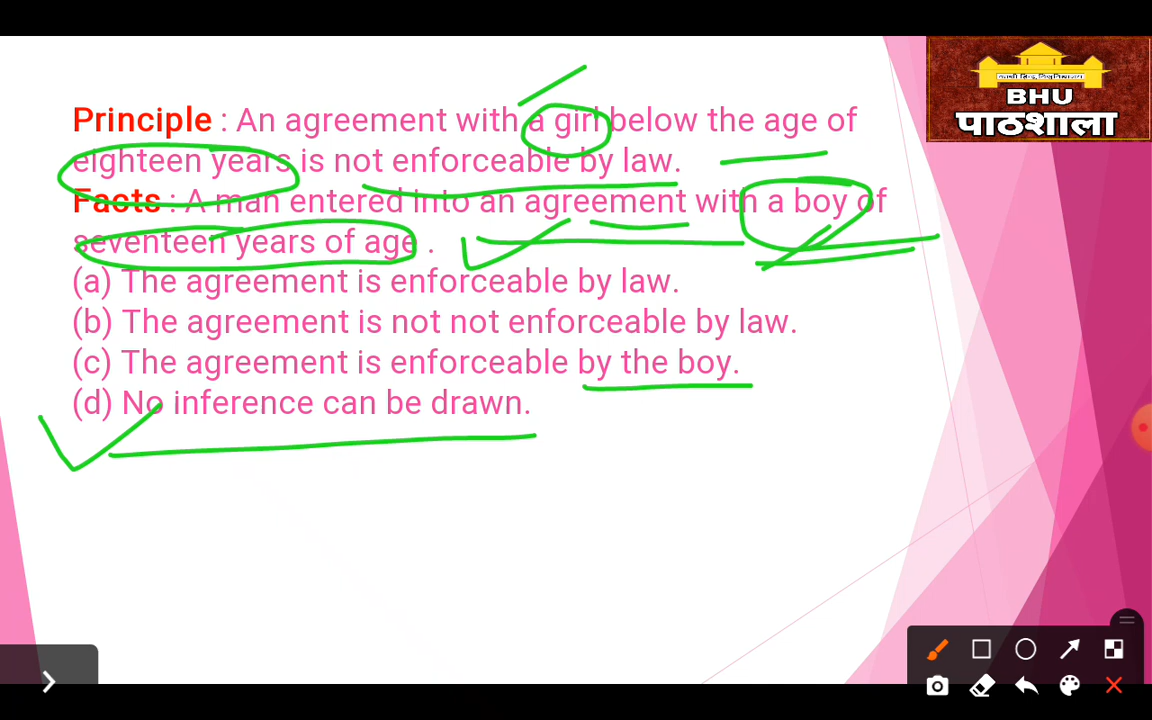 Principle : An agreement with a girl below the age of
eighteen years is not enforceable by law.
Facts : A man entered into an agreement with a boy of
seventeen years of age .
(a) The agreement is enforceable by law.
(b) The agreement is not not enforceable by law.
(c) The agreement is enforceable by the boy.
(d) No inference can be drawn.
BHU
पाठशाला